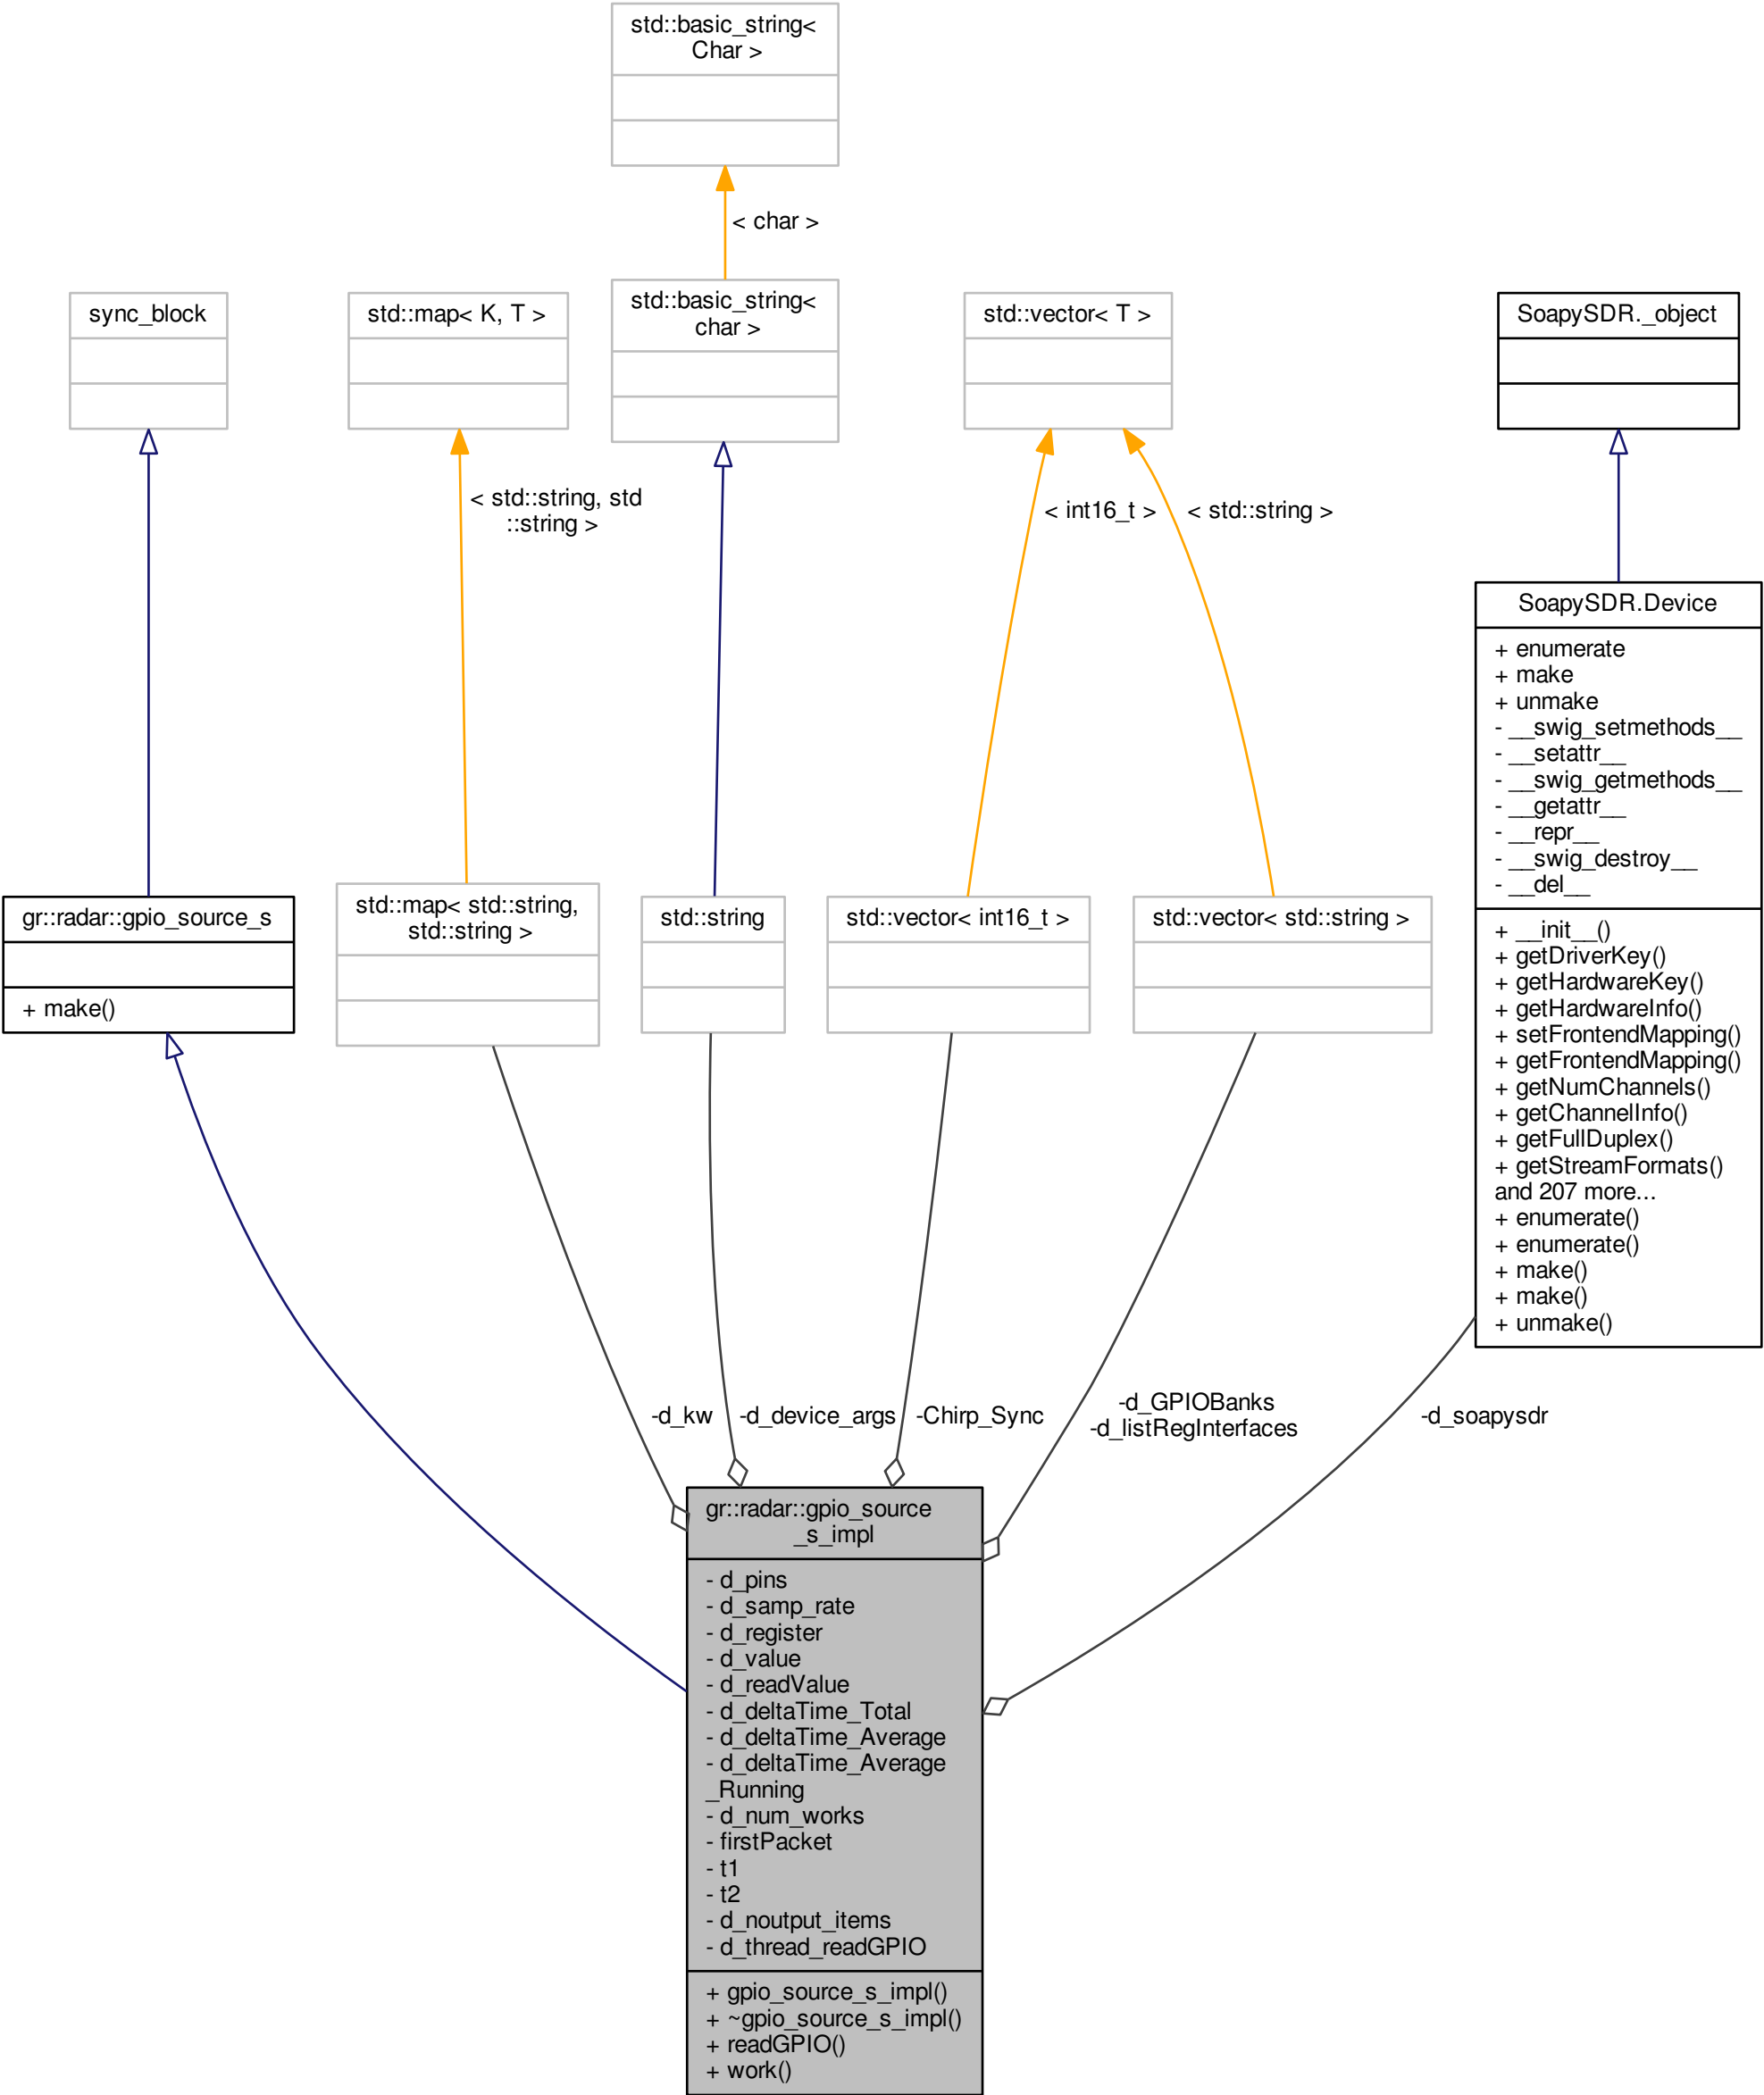 std::basic_string<
Char >
< char >
sync_block
std::map< K, T >
std::basic_string<
char >
std::vector< T >
SoapySDR._object
< std::string, std
::string >
< int16_t >
< std::string >
SoapySDR.Device
+ enumerate
+ make
+ unmake
- __swig_setmethods__
- __setattr__
- __swig_getmethods__
- __getattr__
- __repr__
- __swig_destroy__
- __del__
+ __init__()
+ getDriverKey()
+ getHardwareKey()
+ getHardwareInfo()
+ setFrontendMapping()
+ getFrontendMapping()
+ getNumChannels()
+ getChannelInfo()
+ getFullDuplex()
+ getStreamFormats()
and 207 more...
+ enumerate()
+ enumerate()
+ make()
+ make()
+ unmake()
gr::radar::gpio_source_s
+ make()
std::map< std::string,
std::string >
std::string
std::vector< int16_t >
std::vector< std::string >
-d_kw
-d_device_args
-Chirp_Sync
-d_GPIOBanks
-d_listRegInterfaces
-d_soapysdr
gr::radar::gpio_source
_s_impl
- d_pins
- d_samp_rate
- d_register
- d_value
- d_readValue
- d_deltaTime_Total
- d_deltaTime_Average
- d_deltaTime_Average
_Running
- d_num_works
- firstPacket
- t1
- t2
- d_noutput_items
- d_thread_readGPIO
+ gpio_source_s_impl()
+ ~gpio_source_s_impl()
+ readGPIO()
+ work()